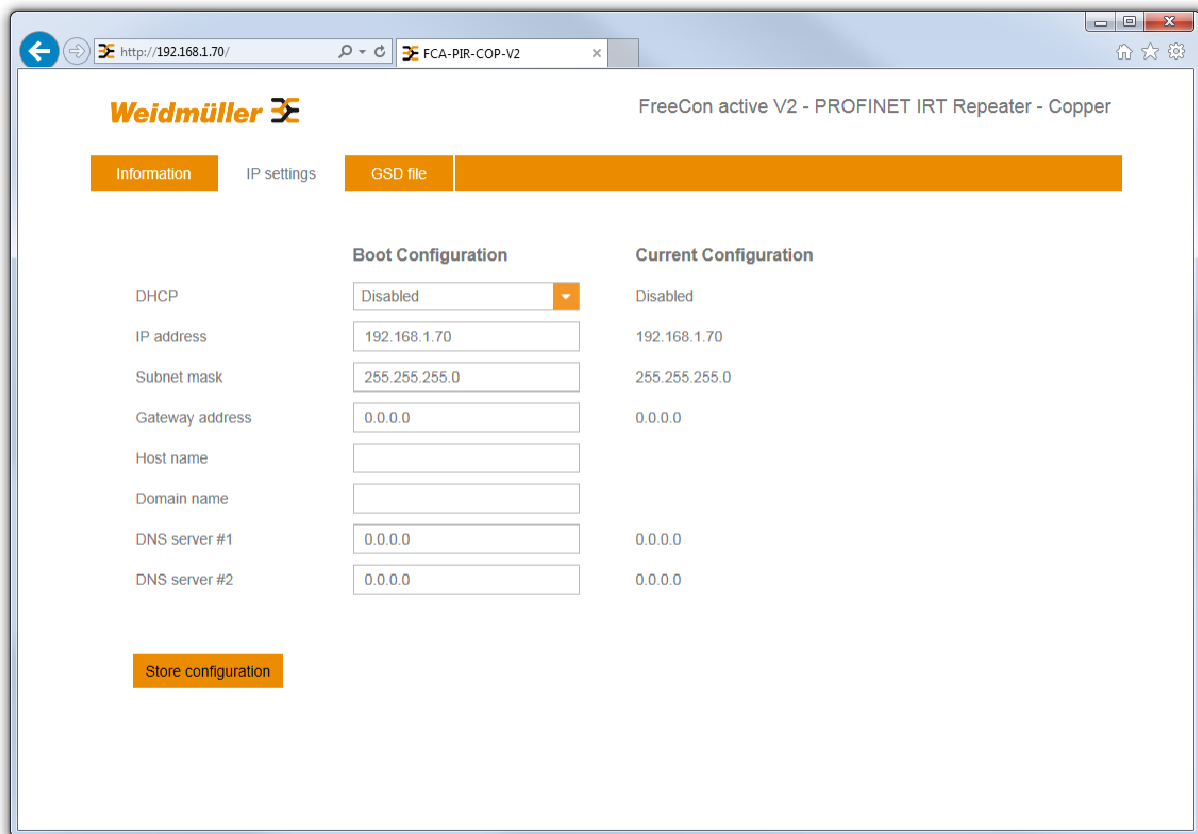 http://192.168.1.70/
FCA-PIR-COP-V2
Weidmüller
FreeCon active V2 - PROFINET IRT Repeater - Copper
Information IP settings GSD file
Boot Configuration Current Configuration
DHCP Disabled Disabled
IP address 192.168.1.70 192.168.1.70
Subnet mask 255.255.255.0 255.255.255.0
Gateway address 0.0.0.0 0.0.0.0
Host name
Domain name
DNS server #1 0.0.0.0 0.0.0.0
DNS server #2 0.0.0.0 0.0.0.0
Store configuration